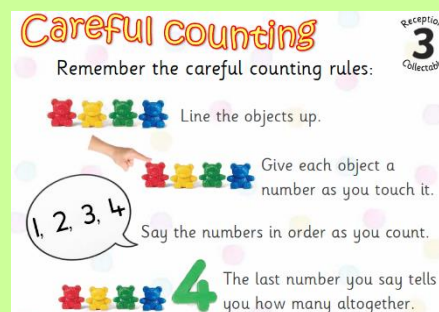 Careful counting
Reception
3
Collectable
Remember the careful counting rules:
Line the objects up.
Give each object a
number as you touch it.
1, 2, 3, 4
Say the numbers in order as you count.
4
The last number you say tells
you how many altogether.